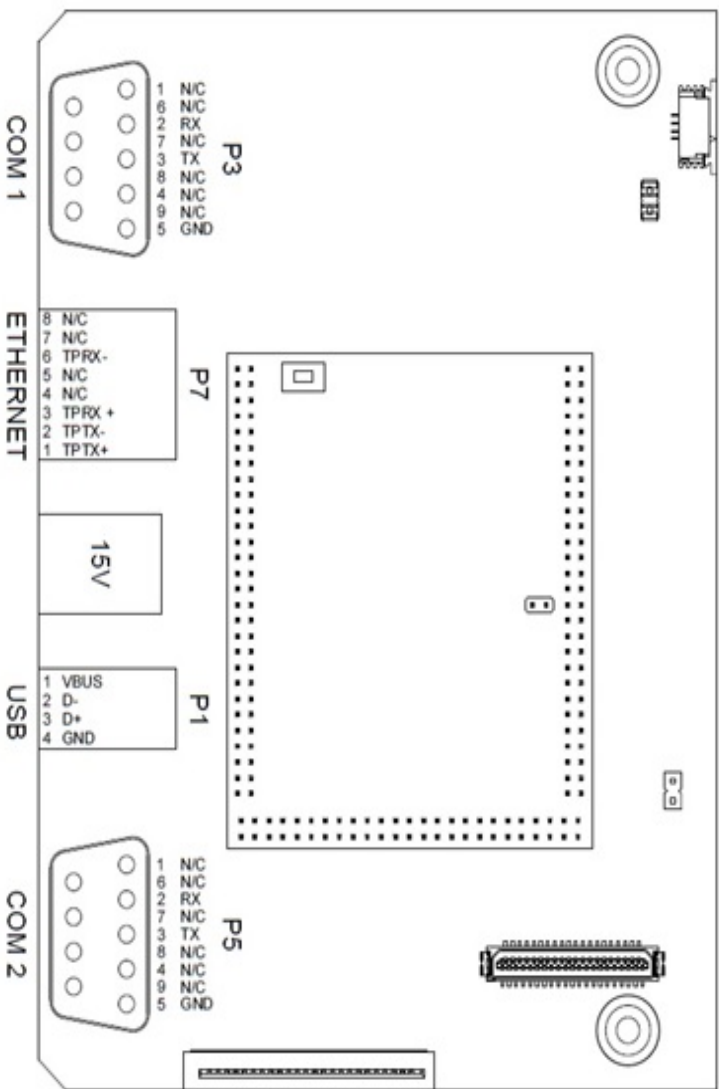 COM 1
P3
1 N/C
6 N/C
2 RX
7 N/C
3 TX
8 N/C
4 N/C
9 N/C
5 GND
ETHERNET
P7
8 N/C
7 N/C
6 TPRX-
5 N/C
4 N/C
3 TPRX +
2 TPTX-
1 TPTX+
15V
USB
P1
1 VBUS
2 D-
3 D+
4 GND
COM 2
P5
1 N/C
6 N/C
2 RX
7 N/C
3 TX
8 N/C
4 N/C
9 N/C
5 GND